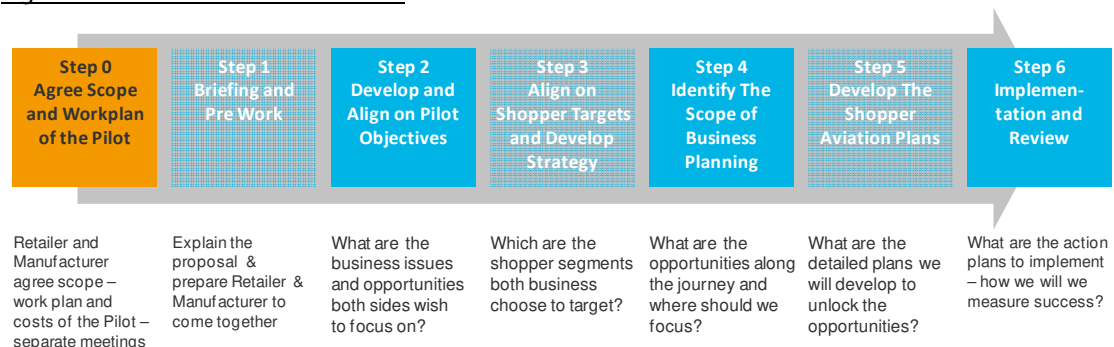 Step 0
Agree Scope
and Workplan
of the Pilot
Step 1
Briefing and
Pre Work
Step 2
Develop and
Align on Pilot
Objectives
Step 3
Align on
Shopper Targets
and Develop
Strategy
Step 4
Identify The
Scope of
Business
Planning
Step 5
Develop The
Shopper
Aviation Plans
Step 6
Implemen-
tation and
Review
Retailer and
Manufacturer
agree scope –
work plan and
costs of the Pilot –
separate meetings
Explain the
proposal &
prepare Retailer &
Manufacturer to
come together
What are the
business issues
and opportunities
both sides wish
to focus on?
Which are the
shopper segments
both business
choose to target?
What are the
opportunities along
the journey and
where should we
focus?
What are the
detailed plans we
will develop to
unlock the
opportunities?
What are the action
plans to implement
– how we will we
measure success?